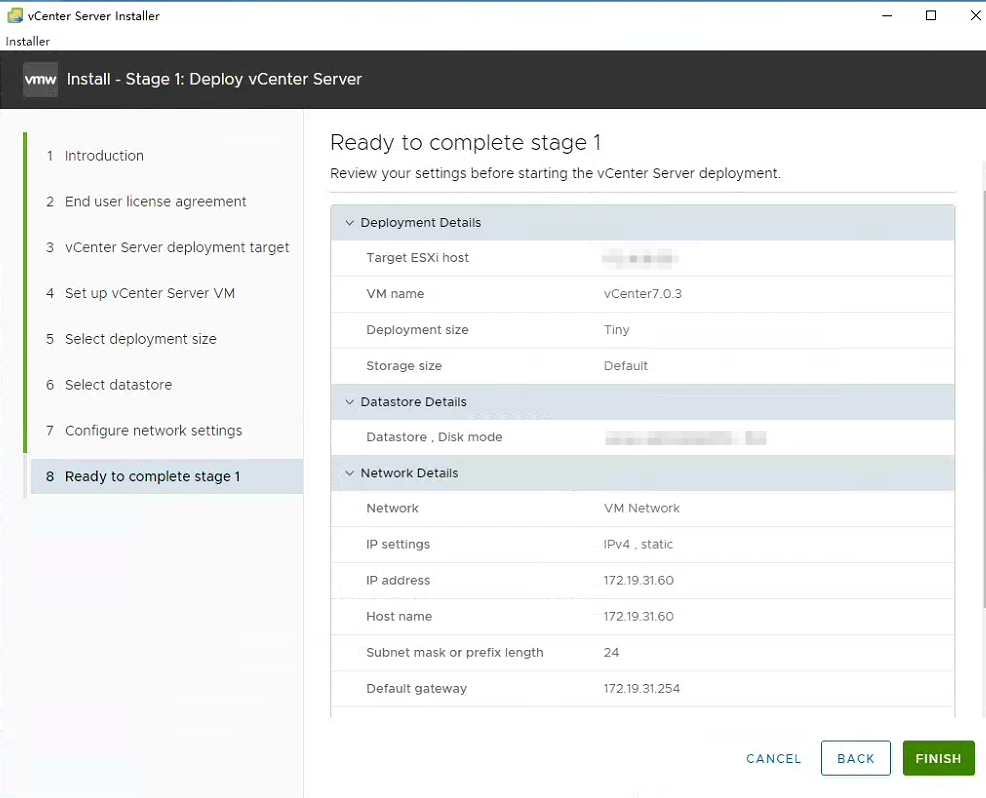 vCenter Server Installer
Installer
vmw Install - Stage 1: Deploy vCenter Server
1 Introduction
2 End user license agreement
3 vCenter Server deployment target
4 Set up vCenter Server VM
5 Select deployment size
6 Select datastore
7 Configure network settings
8 Ready to complete stage 1
Ready to complete stage 1
Review your settings before starting the vCenter Server deployment.
Deployment Details
Target ESXi host
VM name vCenter7.0.3
Deployment size Tiny
Storage size Default
Datastore Details
Datastore , Disk mode
Network Details
Network VM Network
IP settings IPv4 , static
IP address 172.19.31.60
Host name 172.19.31.60
Subnet mask or prefix length 24
Default gateway 172.19.31.254
CANCEL BACK FINISH